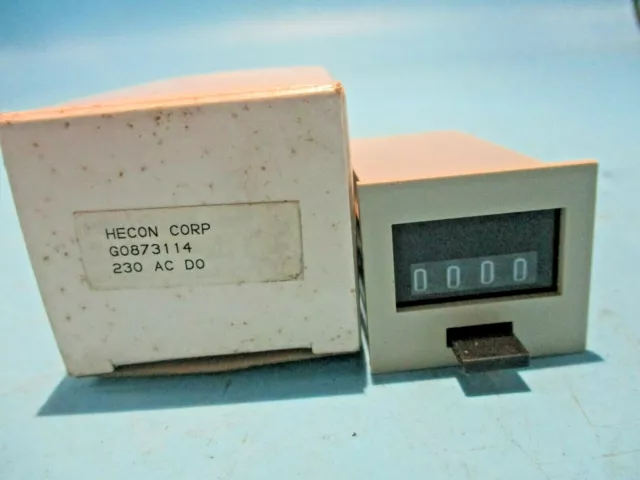 HECON CORP
G0873114
230 AC DO
0000